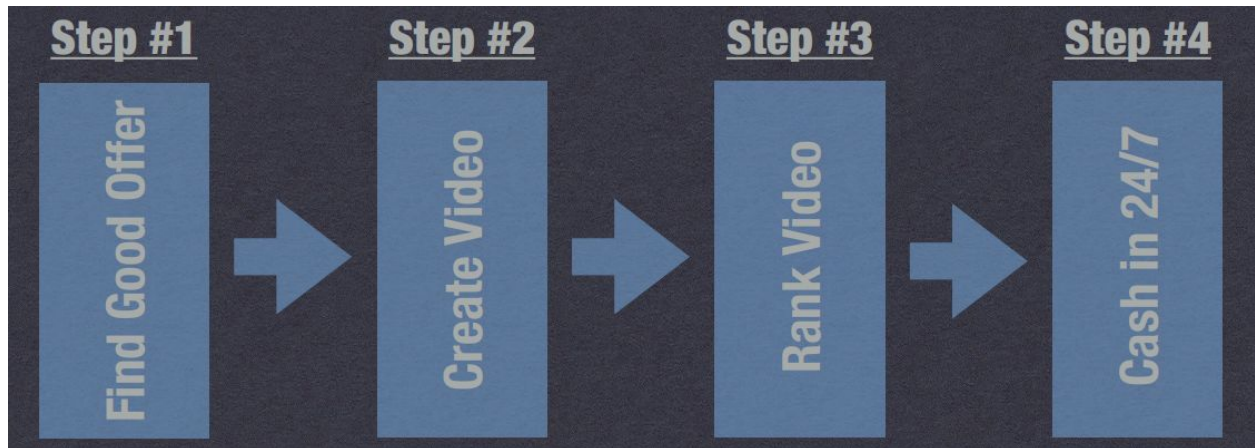 Step #1
Step #2
Step #3
Step #4
Find Good Offer
Create Video
Rank Video
Cash in 24/7